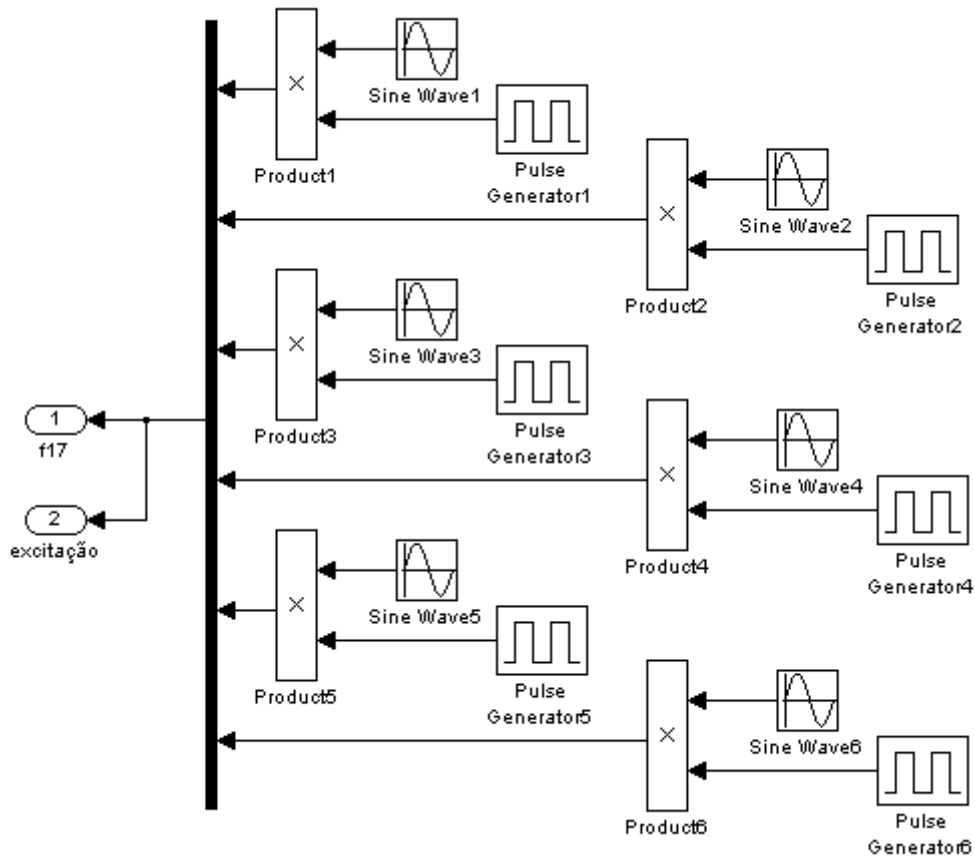 Sine Wave1
Product1
Pulse
Generator1
Sine Wave2
Product2
Pulse
Generator2
Sine Wave3
Product3
Pulse
Generator3
1
f17
2
excitação
Sine Wave4
Product4
Pulse
Generator4
Sine Wave5
Product5
Pulse
Generator5
Sine Wave6
Product6
Pulse
Generator6